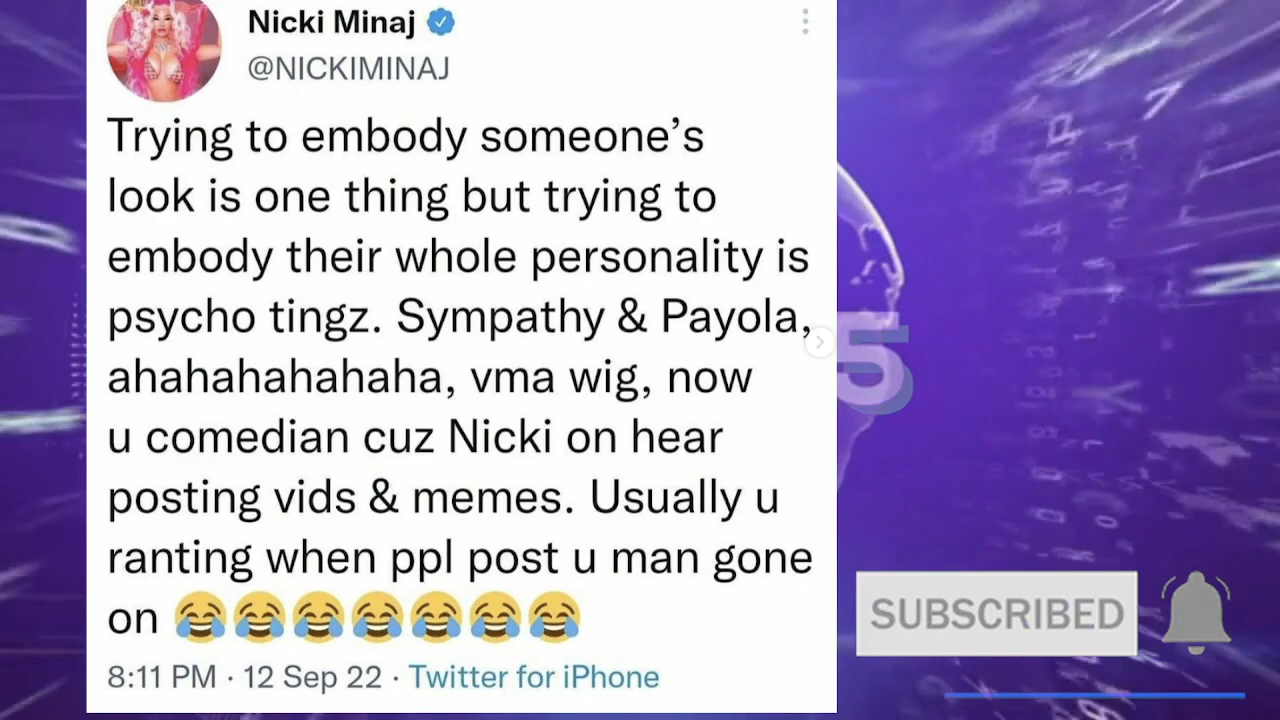 Nicki Minaj
@NICKIMINAJ
Trying to embody someone’s
look is one thing but trying to
embody their whole personality is
psycho tingz. Sympathy & Payola,
ahahahahahaha, vma wig, now
u comedian cuz Nicki on hear
posting vids & memes. Usually u
ranting when ppl post u man gone
on 😂😂😂😂😂😂😂
8:11 PM · 12 Sep 22 · Twitter for iPhone
5
SUBSCRIBED